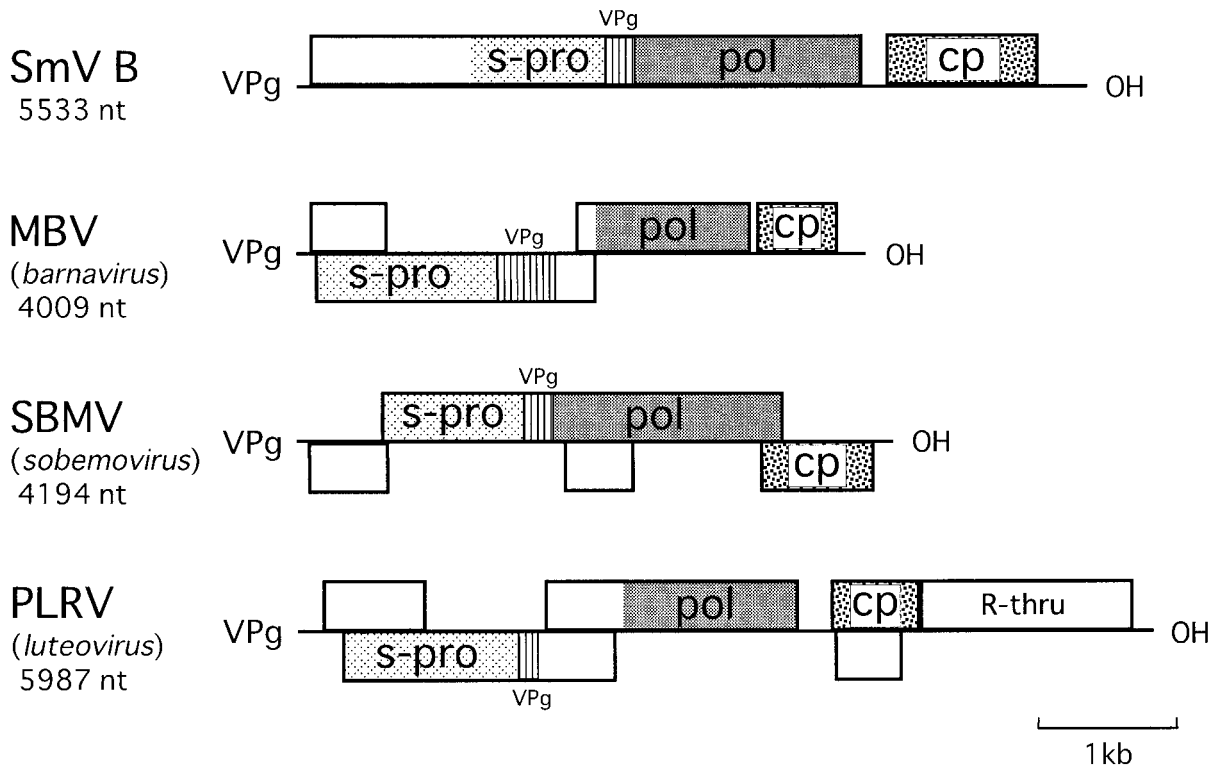 VPg
SmV B
s-pro
pol
cp
VPg
OH
5533 nt
MBV
VPg
pol
cp
VPg
OH
(barnavirus)
s-pro
4009 nt
VPg
SBMV
s-pro
pol
VPg
OH
(sobemovirus)
cp
4194 nt
PLRV
pol
cp
R-thru
VPg
OH
(luteovirus)
s-pro
5987 nt
VPg
1kb